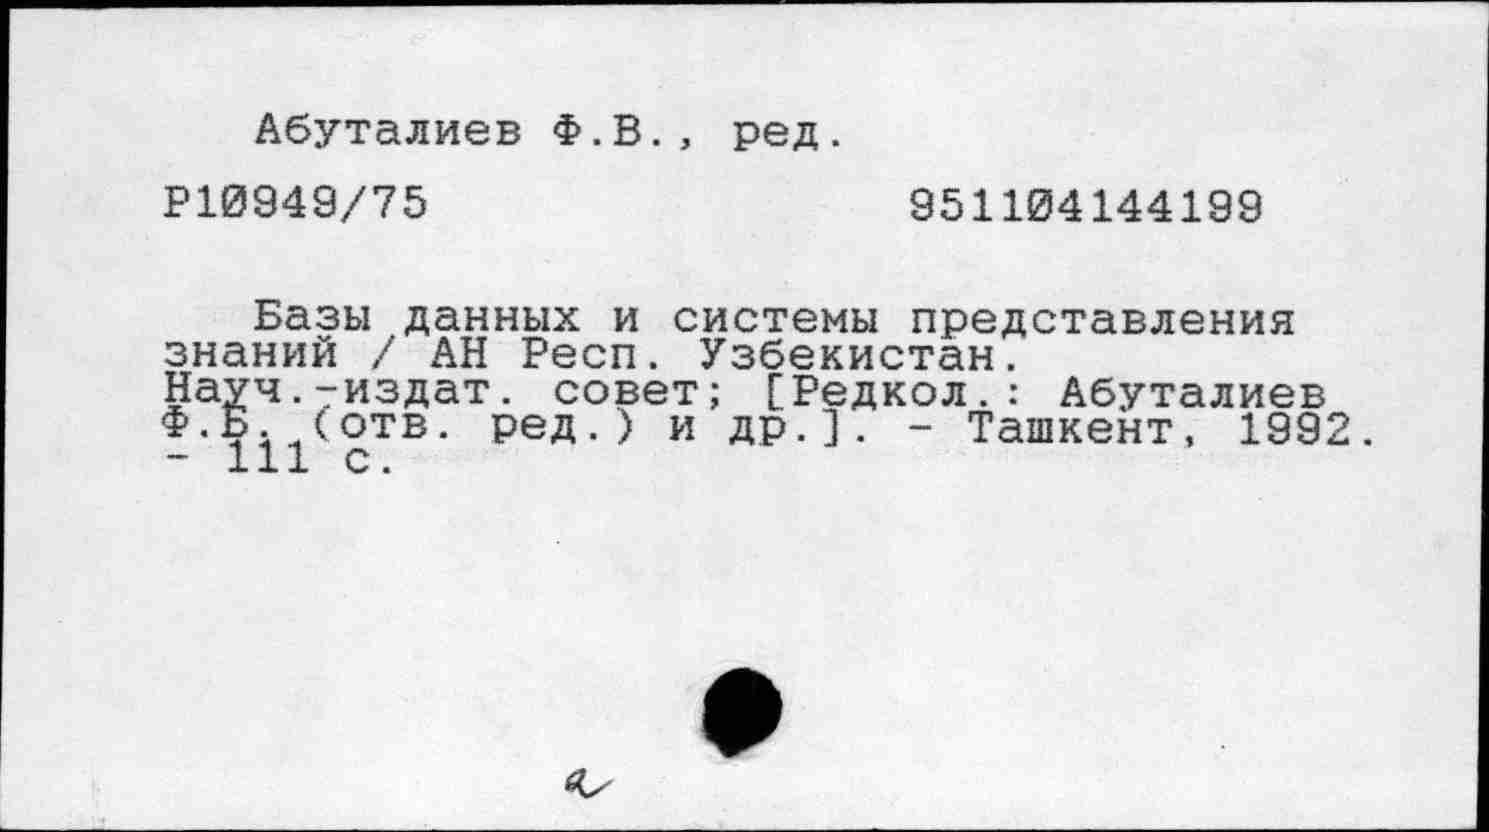 Абуталиев Ф.В., ред.
Р10949/75 951104144199
Базы данных и системы представления
знаний / АН Респ. Узбекистан.
Науч.-издат. совет; [Редкол.: Абуталиев
Ф.Б. (отв. ред.) и др.]. - Ташкент, 1992.
- 111 с.